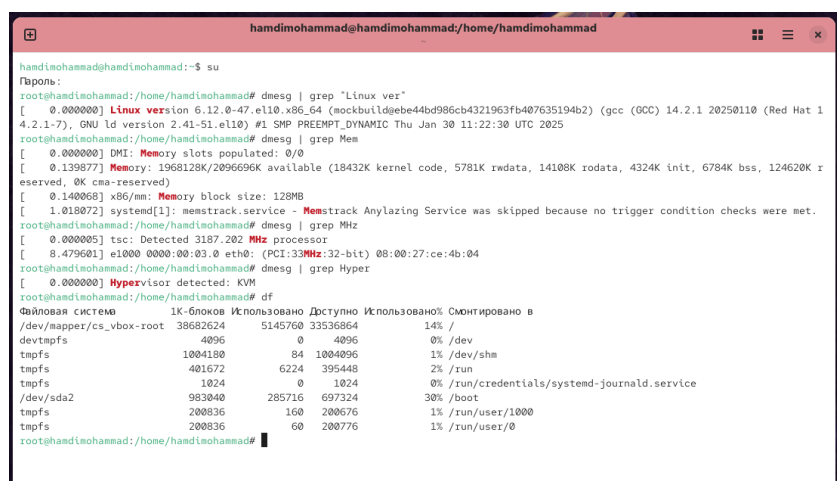 hamdimohammad@hamdimohammad:/home/hamdimohammad
hamdimohammad@hamdimohammad:~$ su
Пароль:
root@hamdimohammad:/home/hamdimohammad# dmesg | grep "Linux ver"
[    0.000000] Linux version 6.12.0-47.el10.x86_64 (mockbuild@ebe44bd986cb4321963fb407635194b2) (gcc (GCC) 14.2.1 20250110 (Red Hat 1
4.2.1-7), GNU ld version 2.41-51.el10) #1 SMP PREEMPT_DYNAMIC Thu Jan 30 11:22:30 UTC 2025
root@hamdimohammad:/home/hamdimohammad# dmesg | grep Mem
[    0.000000] DMI: Memory slots populated: 0/0
[    0.139877] Memory: 1968128K/2096696K available (18432K kernel code, 5781K rwdata, 14108K rodata, 4324K init, 6784K bss, 124620K r
eserved, 0K cma-reserved)
[    0.140068] x86/mm: Memory block size: 128MB
[    1.018072] systemd[1]: memstrack.service - Memstrack Anylazing Service was skipped because no trigger condition checks were met.
root@hamdimohammad:/home/hamdimohammad# dmesg | grep MHz
[    0.000005] tsc: Detected 3187.202 MHz processor
[    8.479601] e1000 0000:00:03.0 eth0: (PCI:33MHz:32-bit) 08:00:27:ce:4b:04
root@hamdimohammad:/home/hamdimohammad# dmesg | grep Hyper
[    0.000000] Hypervisor detected: KVM
root@hamdimohammad:/home/hamdimohammad# df
Файловая система 1К-блоков Использовано Доступно Использовано% Смонтировано в
/dev/mapper/cs_vbox-root 38682624 5145760 33536864 14% /
devtmpfs 4096 0 4096 0% /dev
tmpfs 1004180 84 1004096 1% /dev/shm
tmpfs 401672 6224 395448 2% /run
tmpfs 1024 0 1024 0% /run/credentials/systemd-journald.service
/dev/sda2 983040 285716 697324 30% /boot
tmpfs 200836 160 200676 1% /run/user/1000
tmpfs 200836 60 200776 1% /run/user/0
root@hamdimohammad:/home/hamdimohammad#